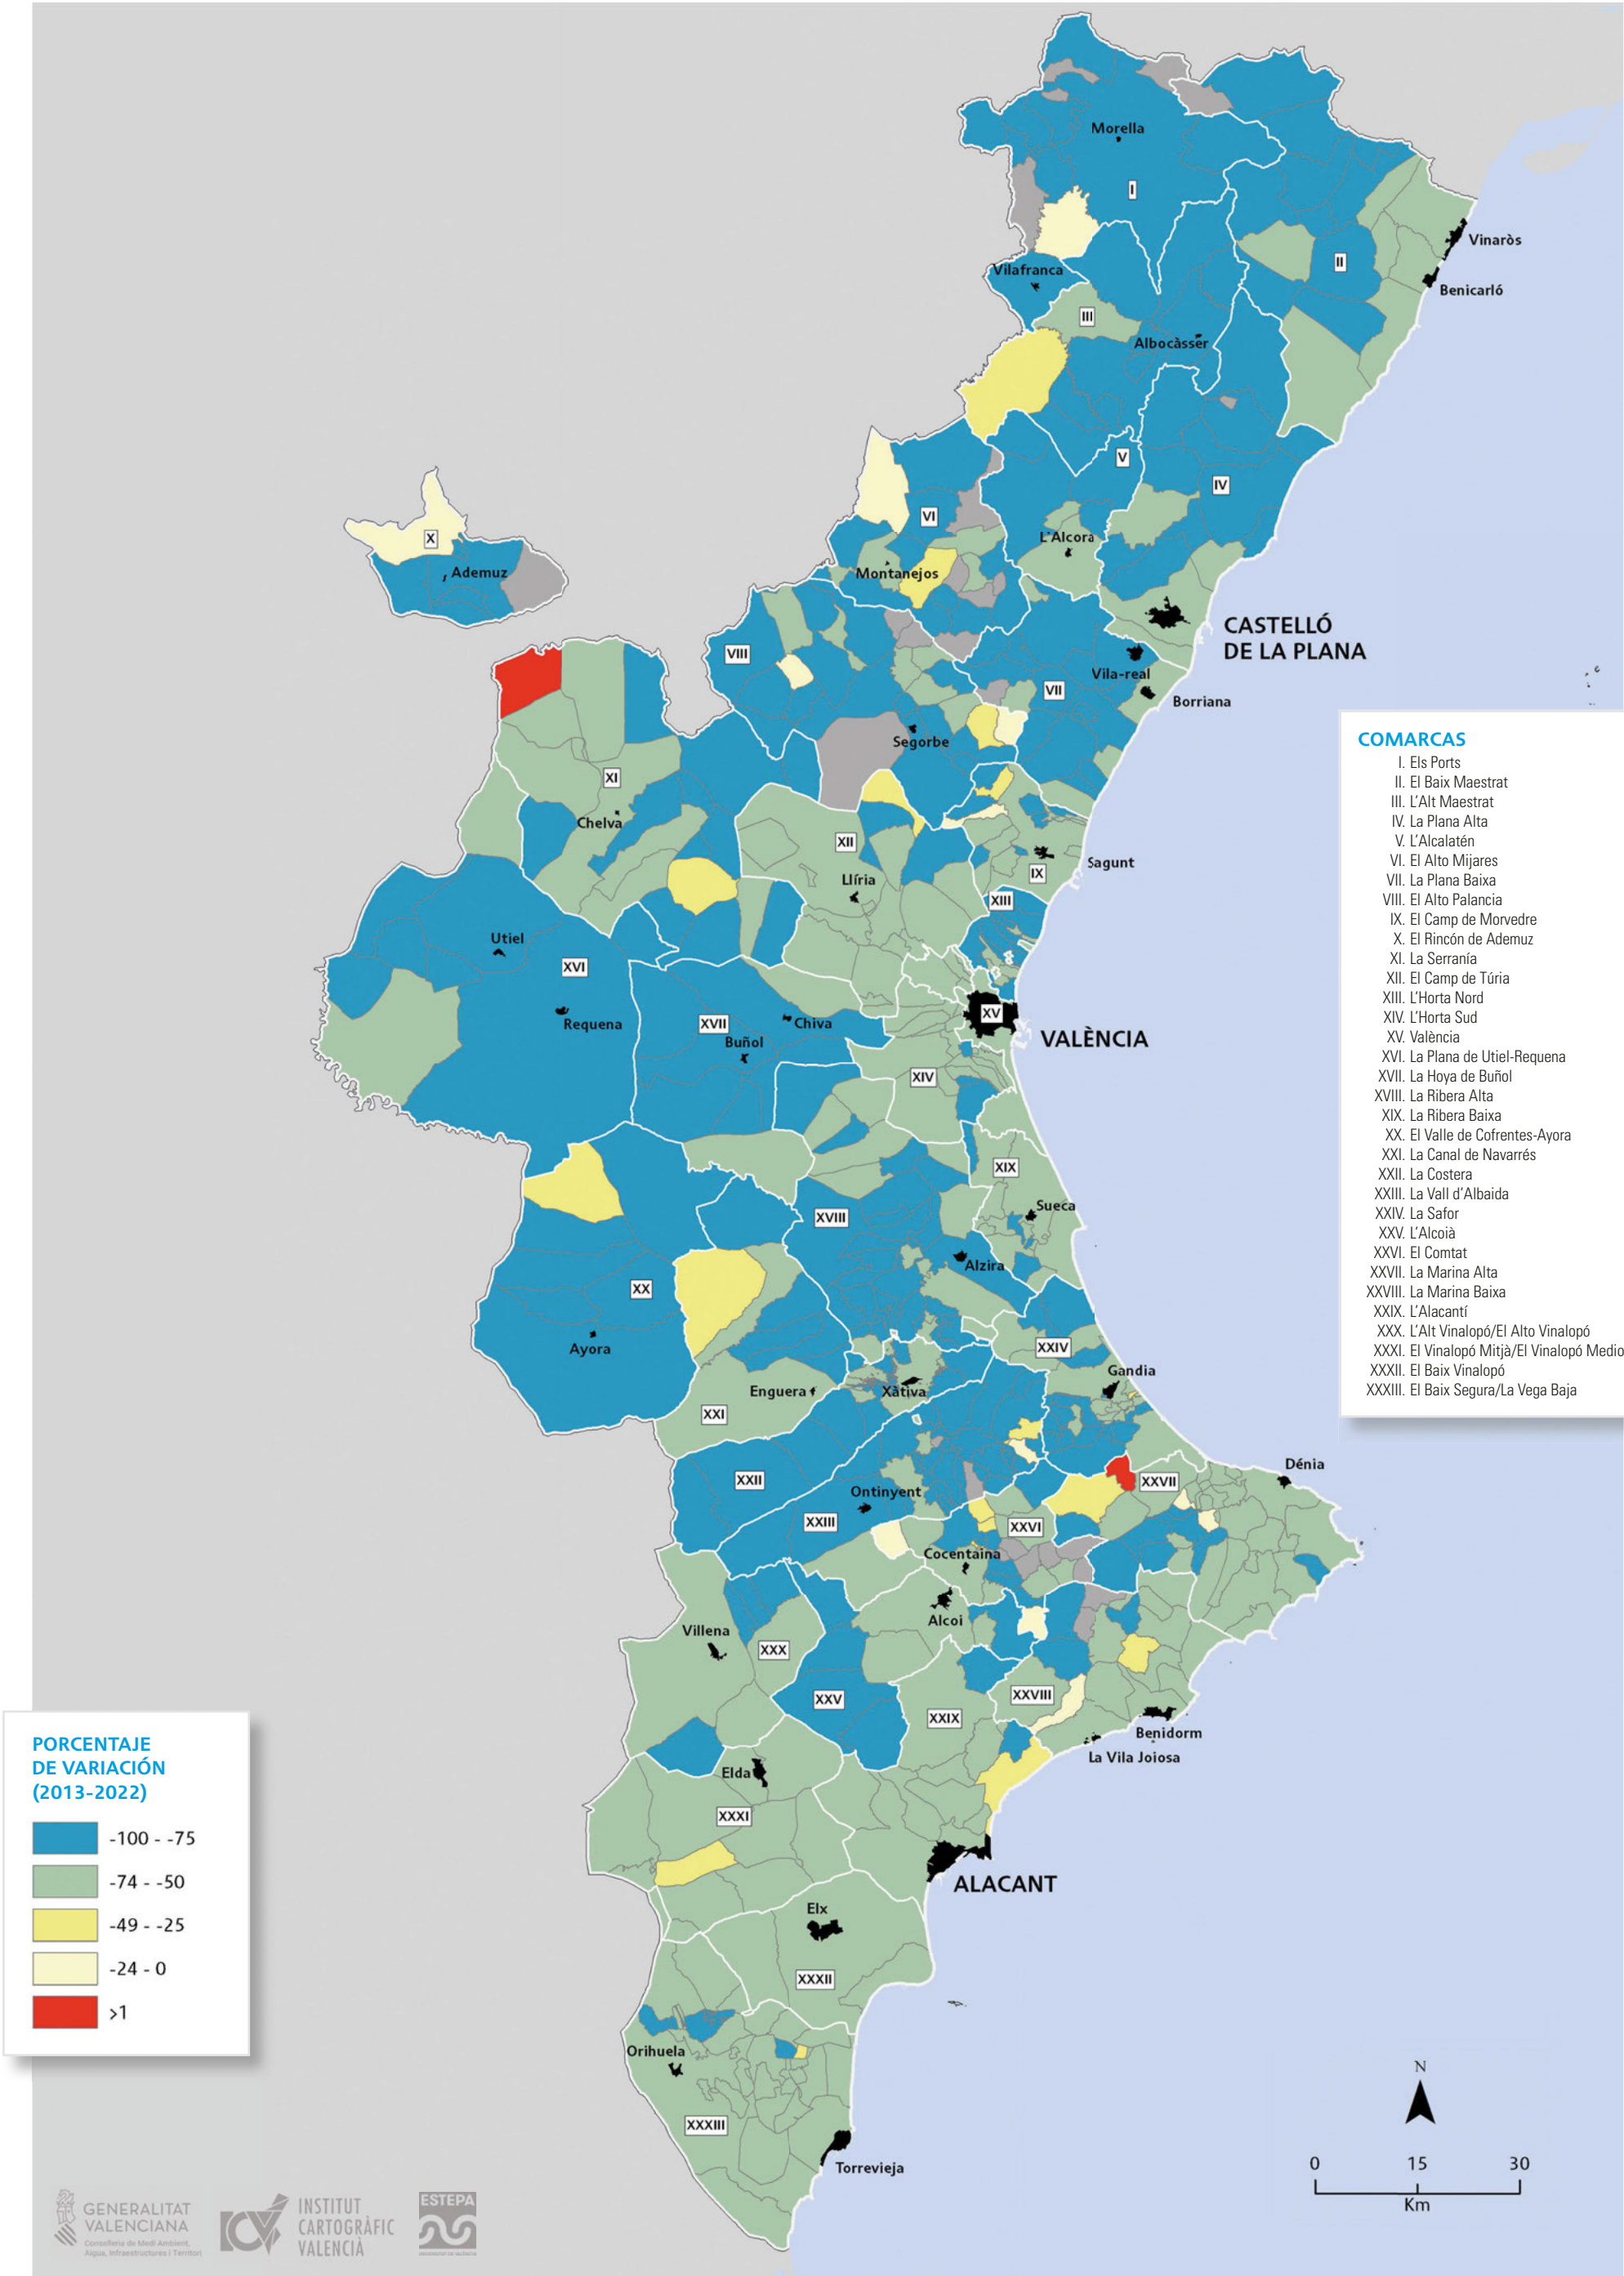 Morella
I
Vinaròs
II
Vilafranca
Benicarló
III
Albocàsser
V
IV
VI
X
L'Alcora
Ademuz
Montanejos
CASTELLÓ
DE LA PLANA
VIII
Vila-real
VII
Borriana
Segorbe
XI
Chelva
XII
Sagunt
Llíria
IX
XIII
Utiel
XVI
XV
Requena
XVII
Chiva
VALÈNCIA
Buñol
XIV
XIX
Sueca
XVIII
Alzira
XX
Ayora
XXIV
Gandia
Enguera
Xàtiva
XXI
Dénia
XXII
XXVII
Ontinyent
XXIII
XXVI
Cocentaina
Alcoi
Villena
XXX
XXV
XXVIII
XXIX
Benidorm
La Vila Joiosa
Elda
XXXI
ALACANT
Elx
XXXII
Orihuela
XXXIII
Torrevieja
COMARCAS
I. Els Ports
II. El Baix Maestrat
III. L'Alt Maestrat
IV. La Plana Alta
V. L'Alcalatén
VI. El Alto Mijares
VII. La Plana Baixa
VIII. El Alto Palancia
IX. El Camp de Morvedre
X. El Rincón de Ademuz
XI. La Serranía
XII. El Camp de Túria
XIII. L'Horta Nord
XIV. L'Horta Sud
XV. València
XVI. La Plana de Utiel-Requena
XVII. La Hoya de Buñol
XVIII. La Ribera Alta
XIX. La Ribera Baixa
XX. El Valle de Cofrentes-Ayora
XXI. La Canal de Navarrés
XXII. La Costera
XXIII. La Vall d'Albaida
XXIV. La Safor
XXV. L'Alcoià
XXVI. El Comtat
XXVII. La Marina Alta
XXVIII. La Marina Baixa
XXIX. L'Alacantí
XXX. L'Alt Vinalopó/El Alto Vinalopó
XXXI. El Vinalopó Mitjà/El Vinalopó Medio
XXXII. El Baix Vinalopó
XXXIII. El Baix Segura/La Vega Baja
PORCENTAJE
DE VARIACIÓN
(2013-2022)
-100 - -75
-74 - -50
-49 - -25
-24 - 0
>1
N
0 15 30
Km
GENERALITAT
VALENCIANA
Conselleria de Medi Ambient,
Aigua, Infraestructures i Territori
INSTITUT
CARTOGRÀFIC
VALENCIÀ
ESTEPA